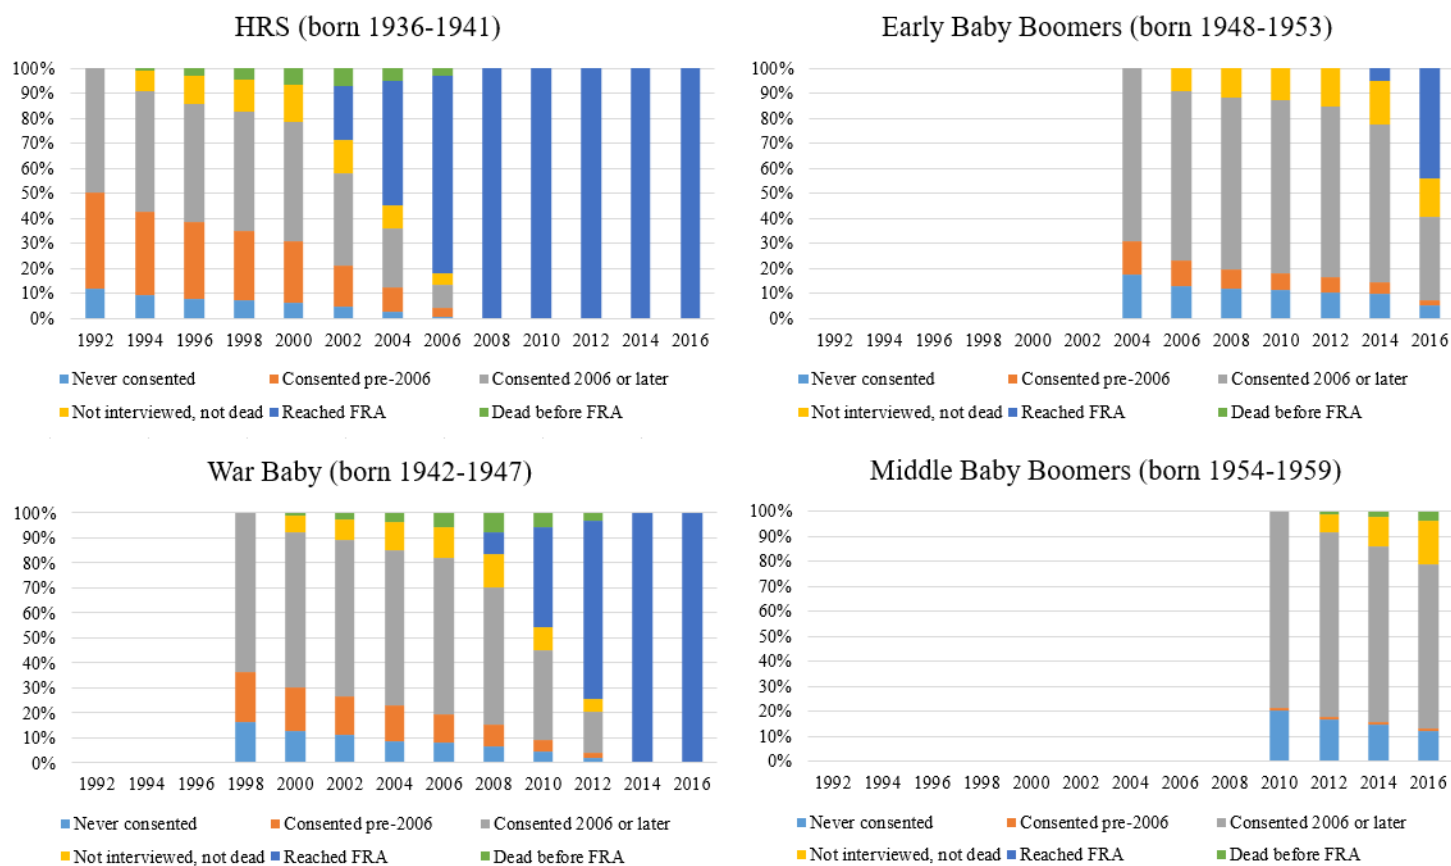 HRS (born 1936-1941)
100%
90%
80%
70%
60%
50%
40%
30%
20%
10%
0%
1992 1994 1996 1998 2000 2002 2004 2006 2008 2010 2012 2014 2016
Never consented Consented pre-2006 Consented 2006 or later
Not interviewed, not dead Reached FRA Dead before FRA
Early Baby Boomers (born 1948-1953)
100%
90%
80%
70%
60%
50%
40%
30%
20%
10%
0%
1992 1994 1996 1998 2000 2002 2004 2006 2008 2010 2012 2014 2016
Never consented Consented pre-2006 Consented 2006 or later
Not interviewed, not dead Reached FRA Dead before FRA
War Baby (born 1942-1947)
100%
90%
80%
70%
60%
50%
40%
30%
20%
10%
0%
1992 1994 1996 1998 2000 2002 2004 2006 2008 2010 2012 2014 2016
Never consented Consented pre-2006 Consented 2006 or later
Not interviewed, not dead Reached FRA Dead before FRA
Middle Baby Boomers (born 1954-1959)
100%
90%
80%
70%
60%
50%
40%
30%
20%
10%
0%
1992 1994 1996 1998 2000 2002 2004 2006 2008 2010 2012 2014 2016
Never consented Consented pre-2006 Consented 2006 or later
Not interviewed, not dead Reached FRA Dead before FRA